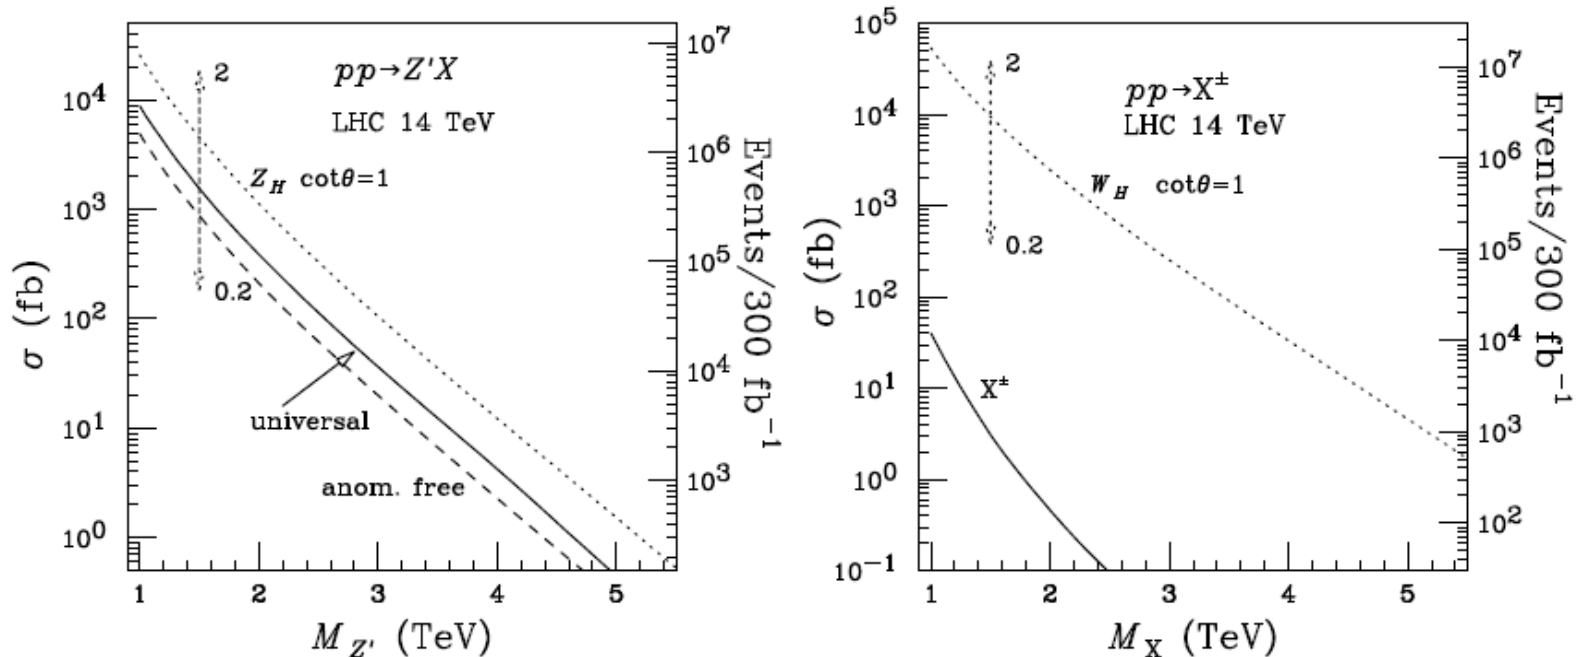 pp→Z'X
LHC 14 TeV
2
0.2
Z_H cotθ=1
universal
anom. free
σ (fb)
10⁴
10³
10²
10¹
10⁰
Events/300 fb⁻¹
10⁷
10⁶
10⁵
10⁴
10³
1 2 3 4 5
M_Z' (TeV)
pp→X±
LHC 14 TeV
2
0.2
W_H cotθ=1
X±
σ (fb)
10⁵
10⁴
10³
10²
10¹
10⁰
10⁻¹
Events/300 fb⁻¹
10⁷
10⁶
10⁵
10⁴
10³
10²
1 2 3 4 5
M_X (TeV)